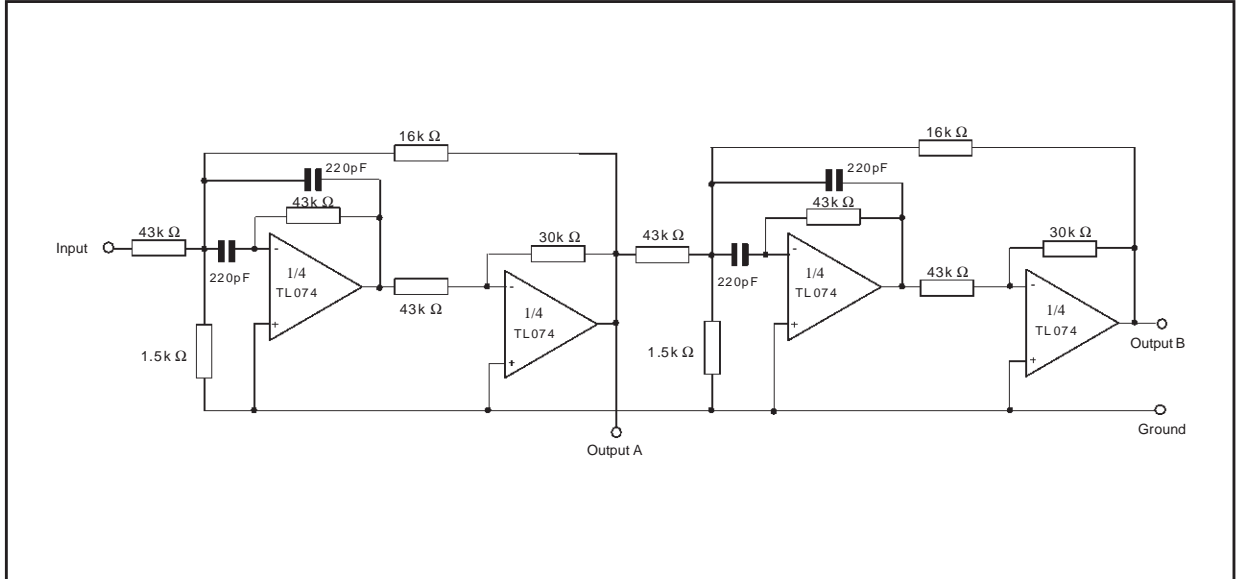 16k Ω
220pF
43k Ω
Input
43k Ω
220pF
-
+
1/4
TL074
1.5k Ω
43k Ω
30k Ω
-
+
1/4
TL074
Output A
43k Ω
16k Ω
220pF
43k Ω
220pF
-
+
1/4
TL074
1.5k Ω
43k Ω
30k Ω
-
+
1/4
TL074
Output B
Ground